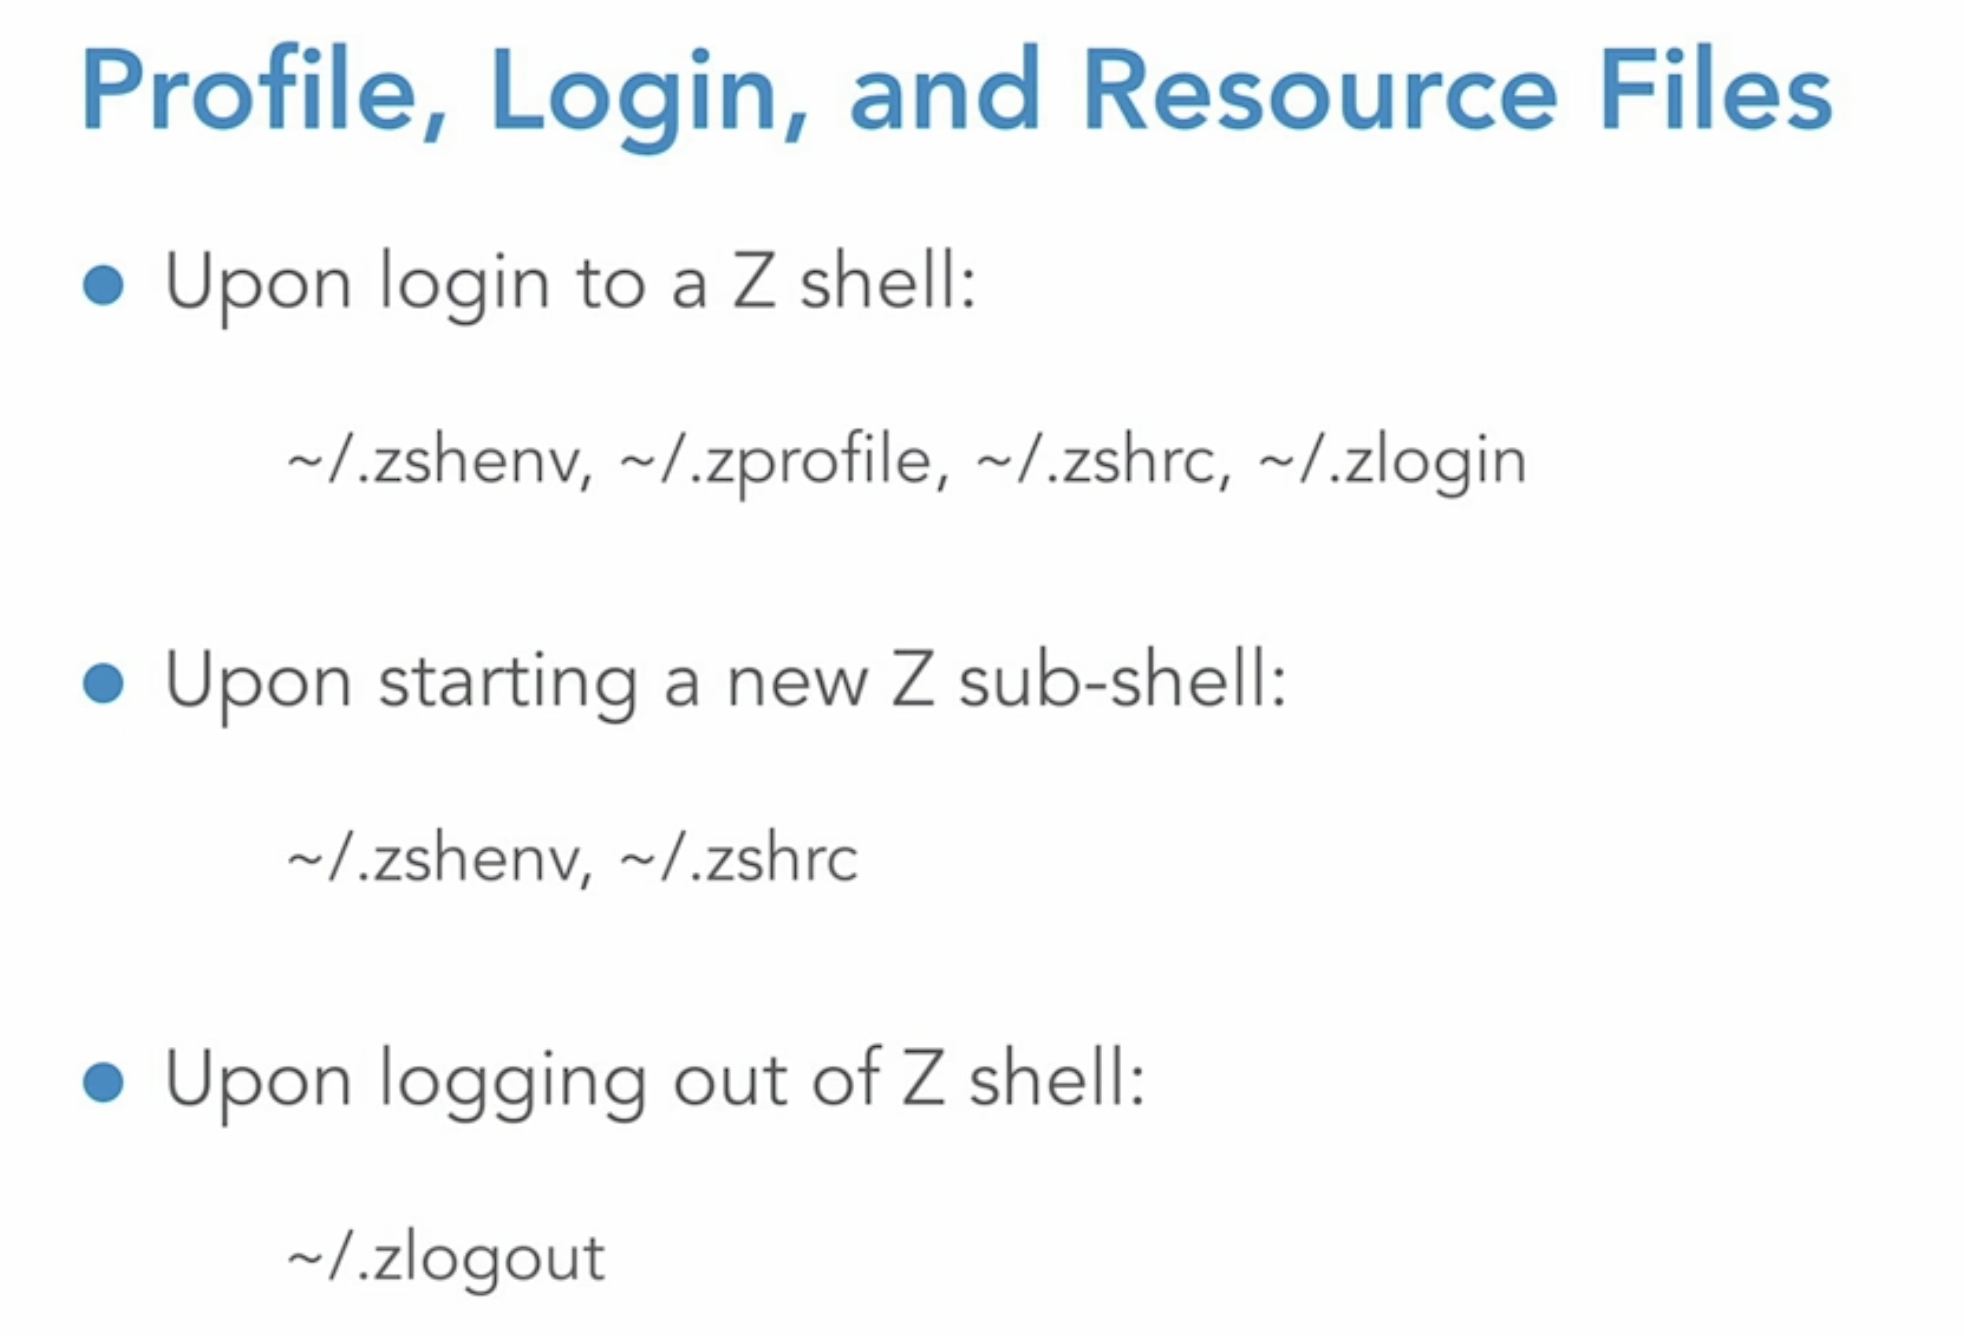 Profile, Login, and Resource Files
Upon login to a Z shell:
~/.zshenv, ~/.zprofile, ~/.zshrc, ~/.zlogin
Upon starting a new Z sub-shell:
~/.zshenv, ~/.zshrc
Upon logging out of Z shell:
~/.zlogout